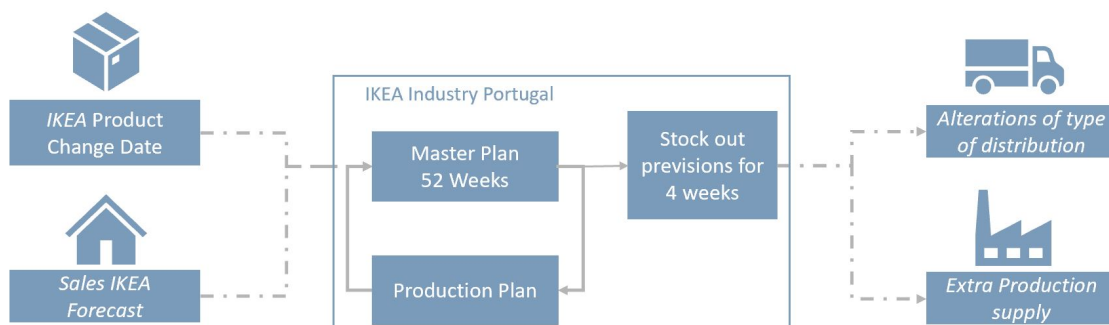 IKEA Product
Change Date
Sales IKEA
Forecast
IKEA Industry Portugal
Master Plan
52 Weeks
Production Plan
Stock out
previsions for
4 weeks
Alterations of type
of distribution
Extra Production
supply